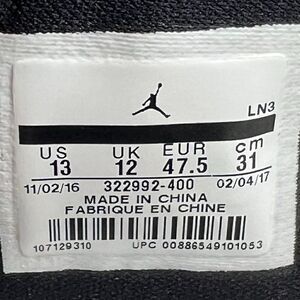 LN3
US UK EUR cm
13 12 47.5 31
11/02/16 322992-400 02/04/17
MADE IN CHINA
FABRIQUE EN CHINE
107129310 UPC 00886549101053